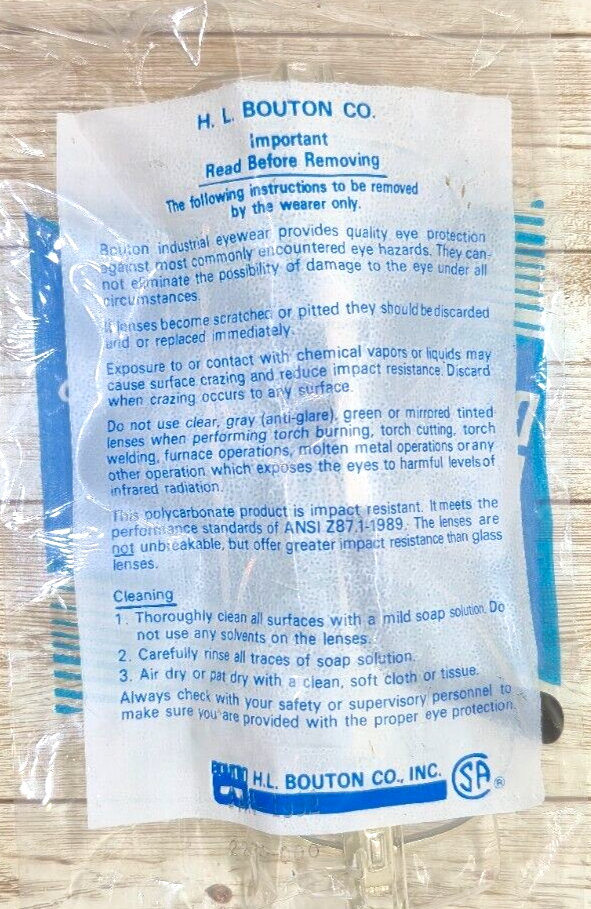 H. L. BOUTON CO.
Important
Read Before Removing
The following instructions to be removed
by the wearer only.
Bouton industrial eyewear provides quality eye protection
against most commonly encountered eye hazards. They can-
not eliminate the possibility of damage to the eye under all
circumstances.
If lenses become scratched or pitted they should be discarded
and or replaced immediately.
Exposure to or contact with chemical vapors or liquids may
cause surface crazing and reduce impact resistance. Discard
when crazing occurs to any surface.
Do not use clear, gray (anti-glare), green or mirrored tinted
lenses when performing torch burning, torch cutting, torch
welding, furnace operations, molten metal operations or any
other operation which exposes the eyes to harmful levels of
infrared radiation.
This polycarbonate product is impact resistant. It meets the
performance standards of ANSI Z87.1-1989. The lenses are
not unbreakable, but offer greater impact resistance than glass
lenses.
Cleaning
1. Thoroughly clean all surfaces with a mild soap solution. Do
not use any solvents on the lenses.
2. Carefully rinse all traces of soap solution.
3. Air dry or pat dry with a clean, soft cloth or tissue.
Always check with your safety or supervisory personnel to
make sure you are provided with the proper eye protection.
BOUTON H.L. BOUTON CO., INC. SA ®